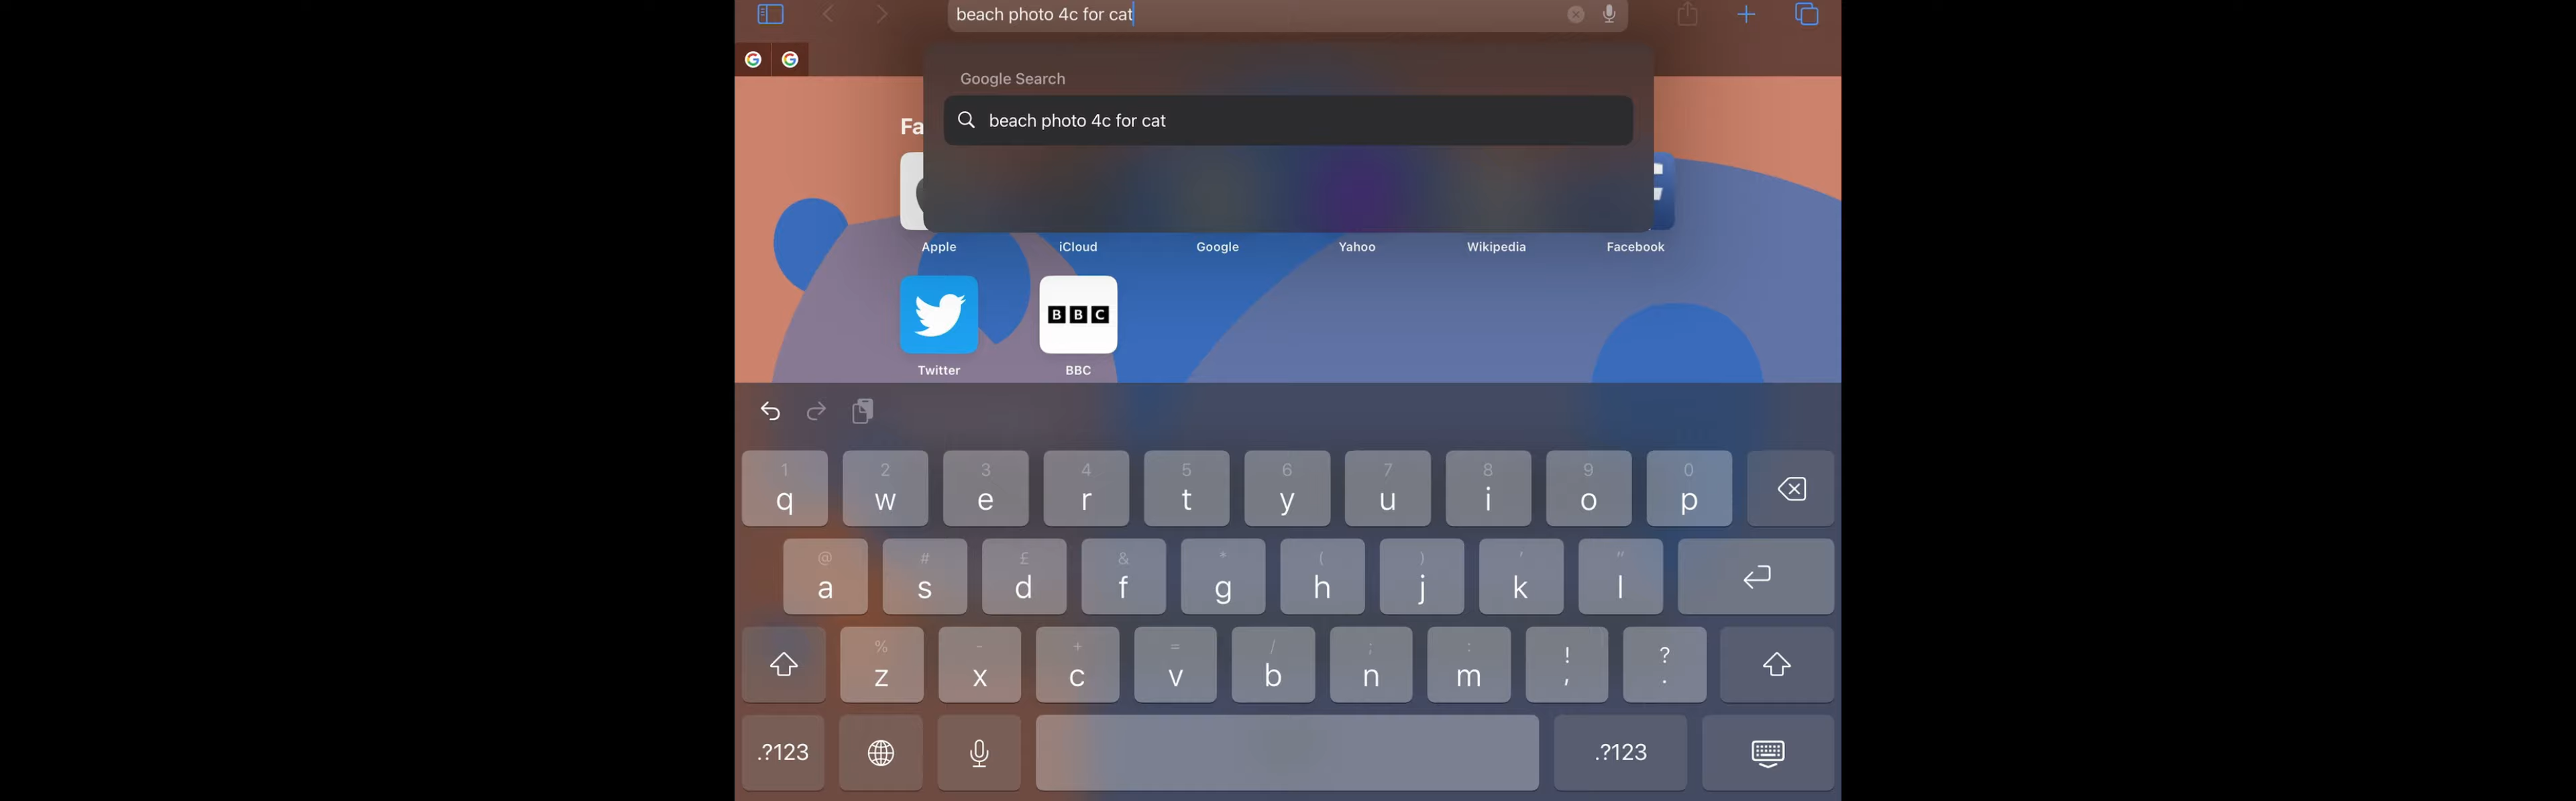 beach photo 4c for cat
Google Search
beach photo 4c for cat
Fa
Apple
iCloud
Google
Yahoo
Wikipedia
Facebook
BBC
Twitter
BBC
1 2 3 4 5 6 7 8 9 0
q w e r t y u i o p
@ # £ & * ( ) ' "
a s d f g h j k l
% - + = / ; : ! ?
z x c v b n m , .
.?123
.?123